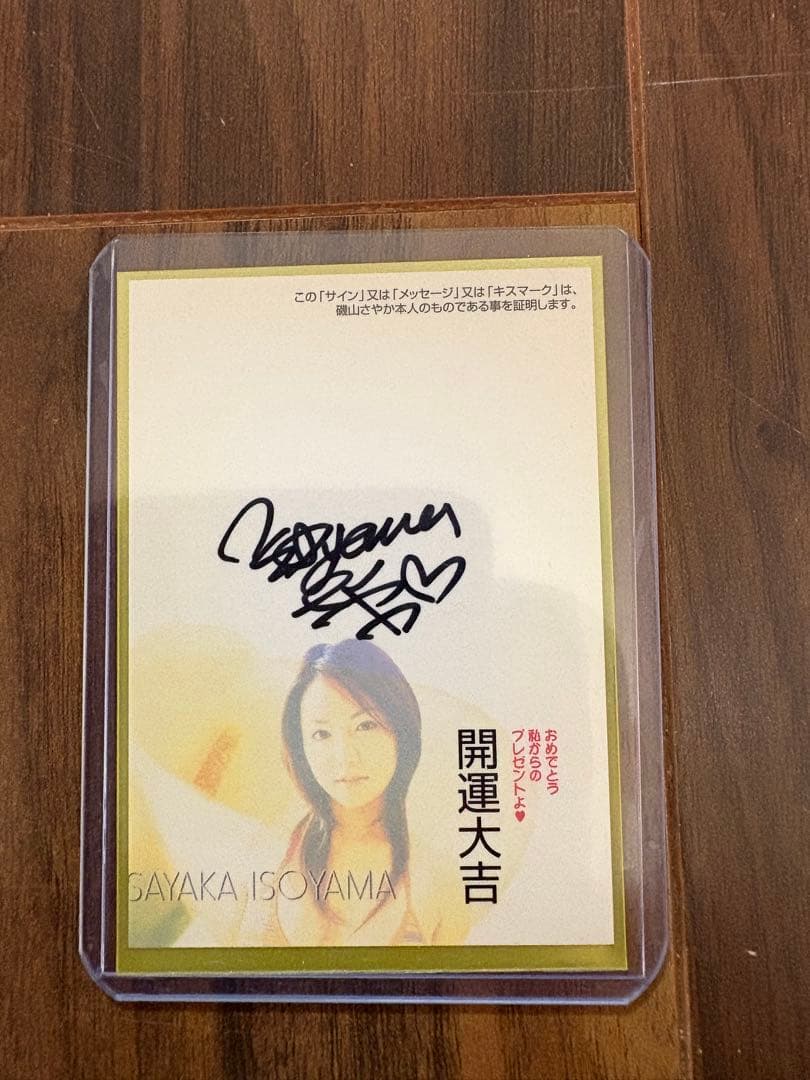 この「サイン」又は「メッセージ」又は「キスマーク」は、
磯山さやか本人のものである事を証明します。
おめでとう
私からの
プレゼントよ♥
開運大吉
SAYAKA ISOYAMA